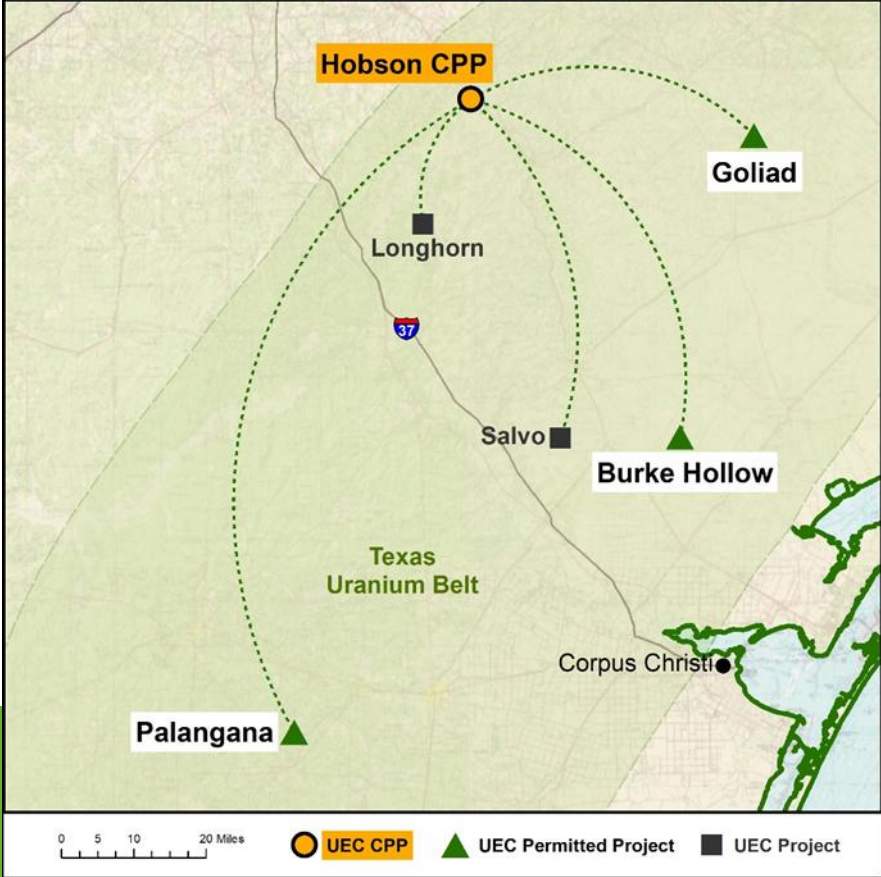 Hobson CPP
Goliad
Longhorn
37
Salvo
Burke Hollow
Texas
Uranium Belt
Corpus Christi
Palangana
0 5 10 20 Miles
UEC CPP
UEC Permitted Project
UEC Project